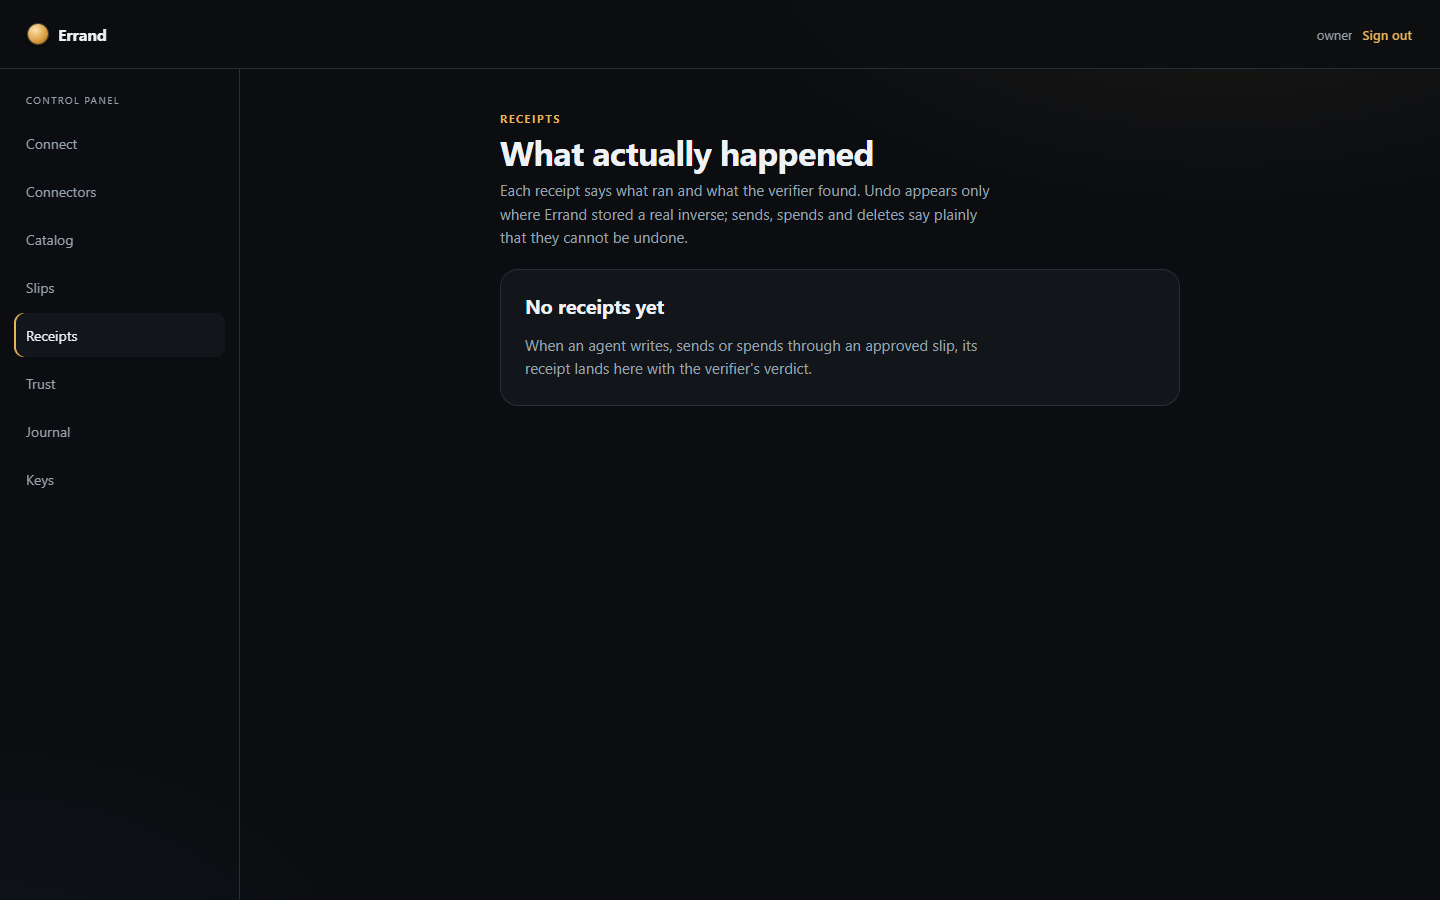 Errand
owner Sign out
CONTROL PANEL
Connect
Connectors
Catalog
Slips
Receipts
Trust
Journal
Keys
RECEIPTS
What actually happened
Each receipt says what ran and what the verifier found. Undo appears only
where Errand stored a real inverse; sends, spends and deletes say plainly
that they cannot be undone.
No receipts yet
When an agent writes, sends or spends through an approved slip, its
receipt lands here with the verifier's verdict.